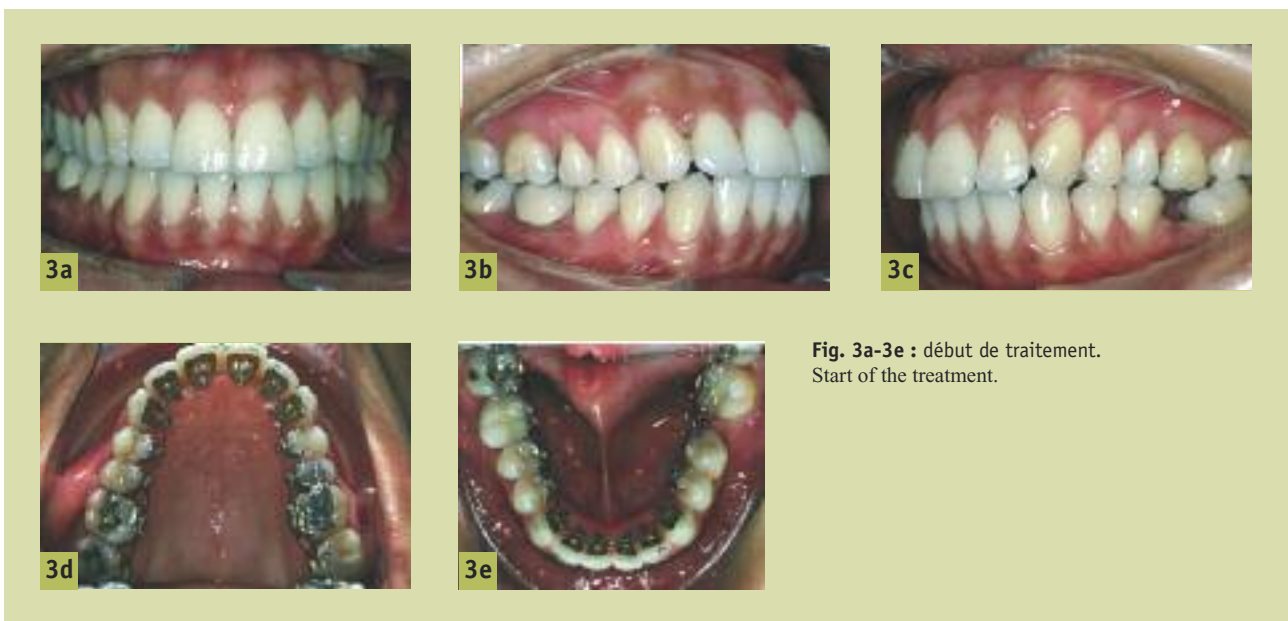 3a
3b
3c
3d
3e
Fig. 3a-3e : début de traitement.
Start of the treatment.